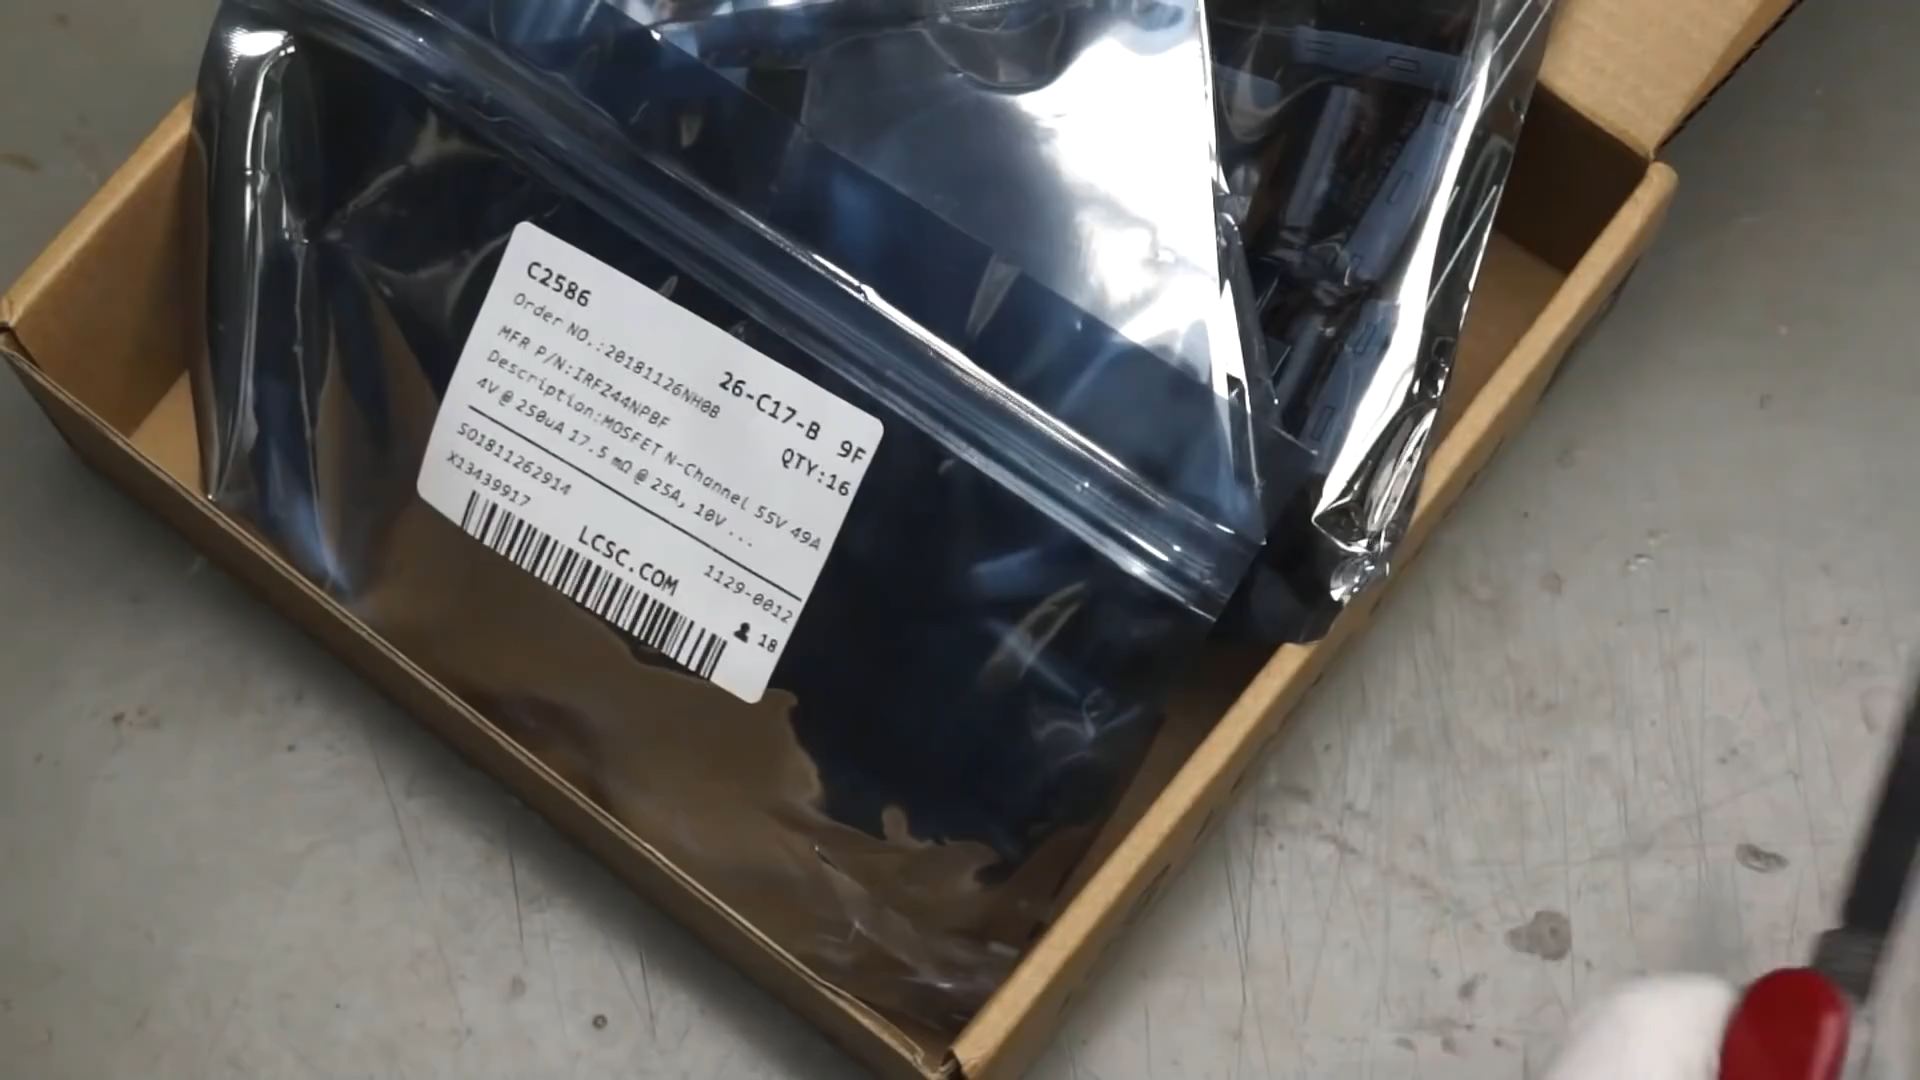 C2586
26-C17-B 9F
Order NO.:20181126NH0B
QTY:16
MFR P/N:IRFZ44NPBF
Description:MOSFET N-Channel 55V 49A
4V @ 250uA 17.5 mΩ @ 25A, 10V ...
SO1811262914
1129-0012
X13439917
LCSC.COM
18